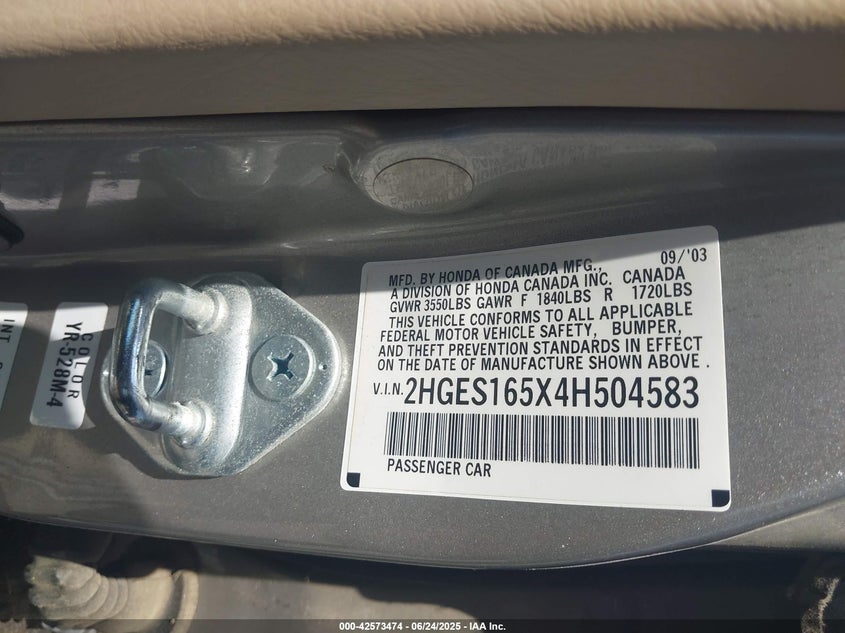 09/'03
MFD. BY HONDA OF CANADA MFG.,
A DIVISION OF HONDA CANADA INC. CANADA
GVWR 3550LBS GAWR F 1840LBS R 1720LBS
THIS VEHICLE CONFORMS TO ALL APPLICABLE
FEDERAL MOTOR VEHICLE SAFETY, BUMPER,
AND THEFT PREVENTION STANDARDS IN EFFECT
ON THE DATE OF MANUFACTURE SHOWN ABOVE.
V.I.N. 2HGES165X4H504583
PASSENGER CAR
COLOR
YR-528M-4
INT
000-42573474 • 06/24/2025 • IAA Inc.